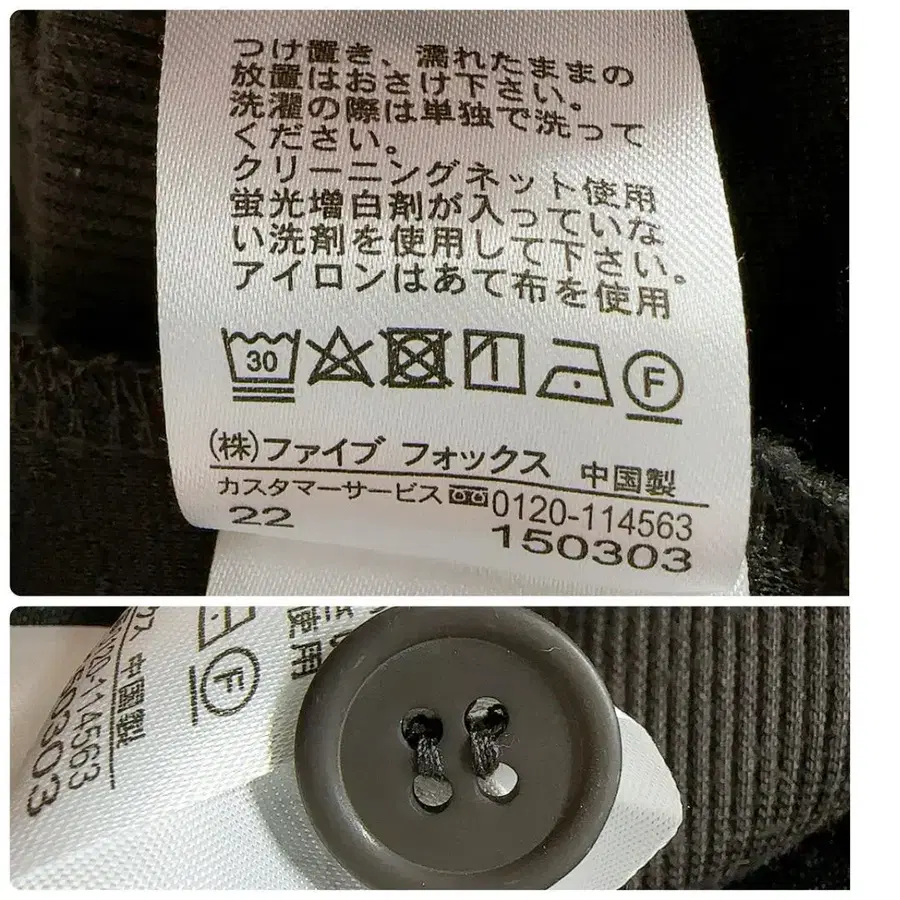 つけ置き、濡れたままの
放置はおさけ下さい。
洗濯の際は単独で洗って
ください。
クリーニングネット使用
蛍光増白剤が入っていな
い洗剤を使用して下さい。
アイロンはあて布を使用
30
F
(株)ファイブ フォックス 中国製
カスタマーサービス 0120-114563
22
150303
使用
F
中国製
20-114563
50303